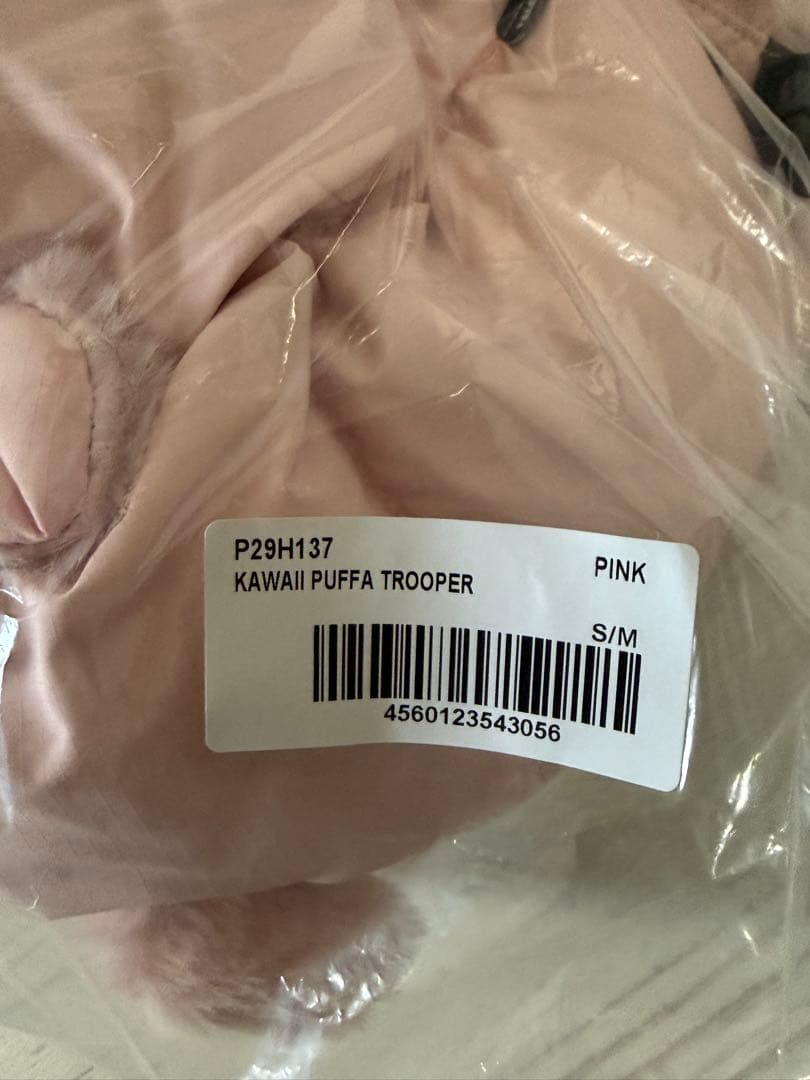 P29H137
KAWAII PUFFA TROOPER
PINK
S/M
4560123543056